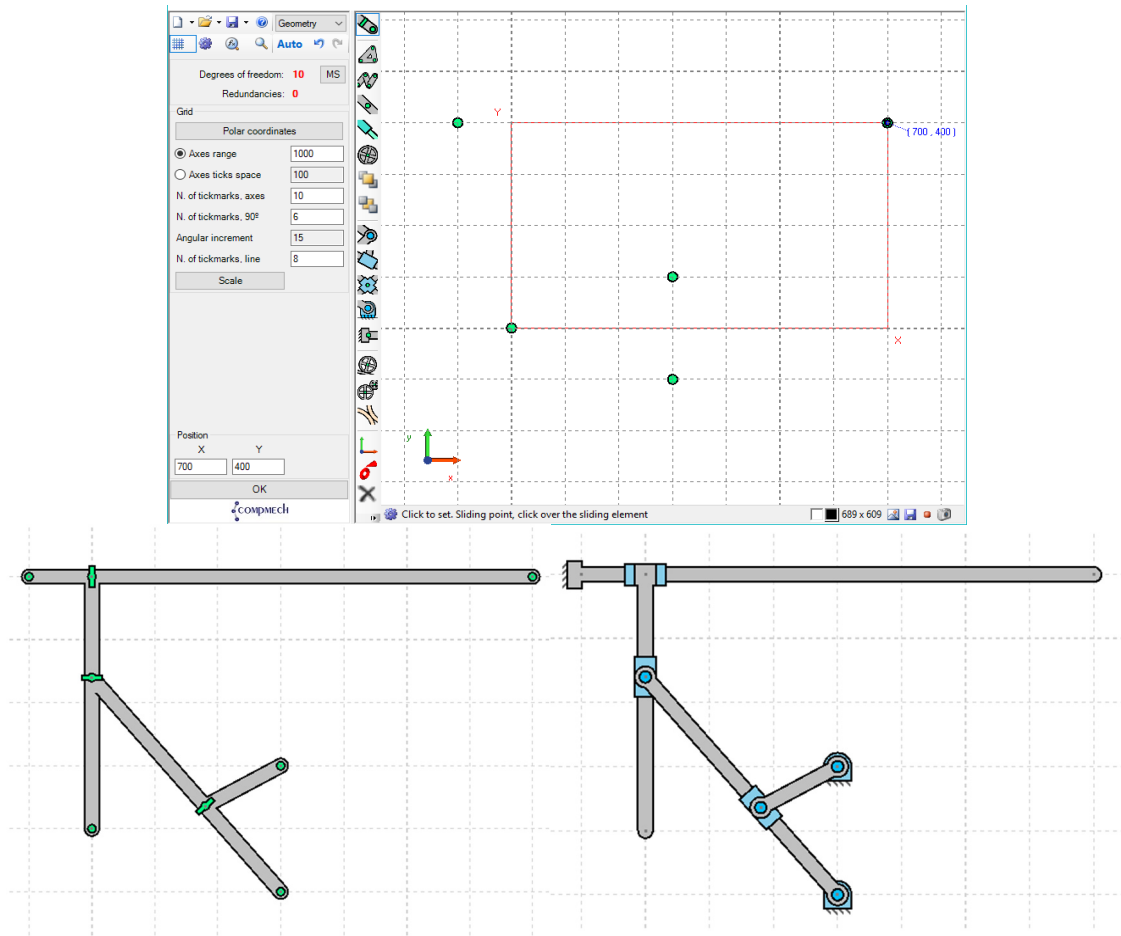 Geometry
Auto
Degrees of freedom: 10 MS
Redundancies: 0
Grid
Polar coordinates
Axes range 1000
Axes ticks space 100
N. of tickmarks, axes 10
N. of tickmarks, 90º 6
Angular increment 15
N. of tickmarks, line 8
Scale
Position
X Y
700 400
OK
COMPMECH
Y
( 700 , 400 )
X
y
x
Click to set. Sliding point, click over the sliding element
689 x 609